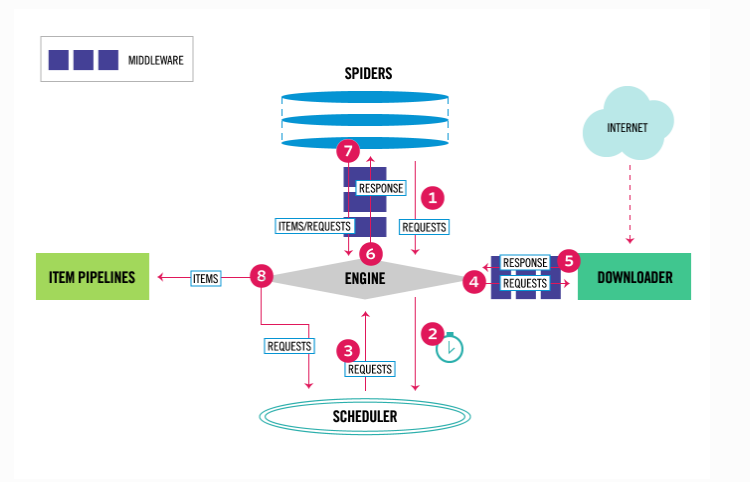 MIDDLEWARE
SPIDERS
INTERNET
7
RESPONSE
1
ITEMS/REQUESTS
REQUESTS
6
ITEM PIPELINES
ITEMS
8
ENGINE
4
RESPONSE
5
REQUESTS
DOWNLOADER
REQUESTS
3
2
REQUESTS
SCHEDULER